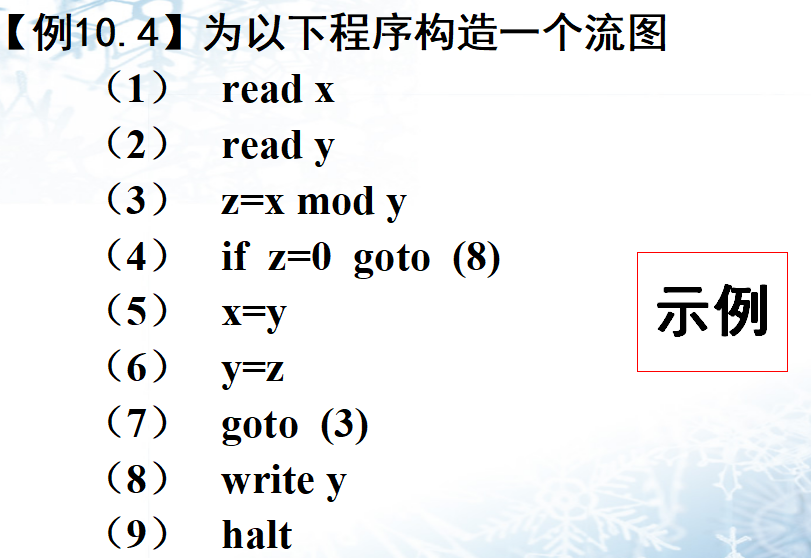 【例10.4】为以下程序构造一个流图
（1） read x
（2） read y
（3） z=x mod y
（4） if z=0 goto (8)
（5） x=y
（6） y=z
（7） goto (3)
（8） write y
（9） halt
示例